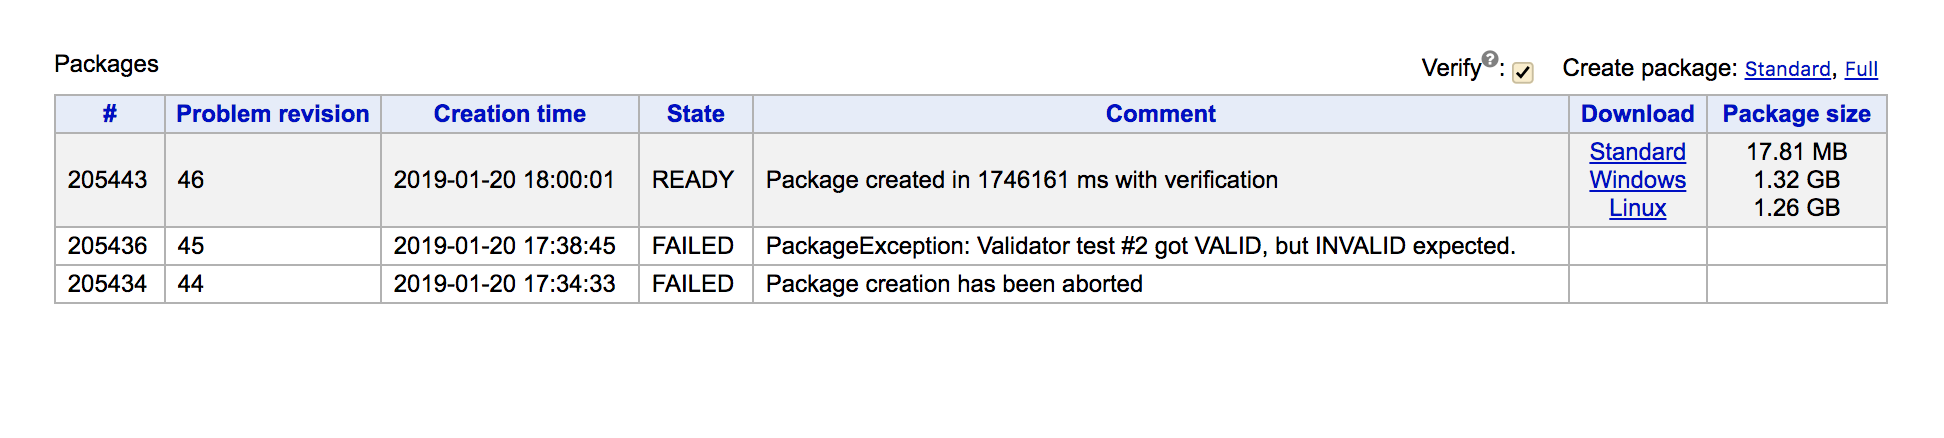 Packages
Verify?: Create package: Standard, Full
# Problem revision Creation time State Comment Download Package size
205443 46 2019-01-20 18:00:01 READY Package created in 1746161 ms with verification Standard 17.81 MB
Windows 1.32 GB
Linux 1.26 GB
205436 45 2019-01-20 17:38:45 FAILED PackageException: Validator test #2 got VALID, but INVALID expected.
205434 44 2019-01-20 17:34:33 FAILED Package creation has been aborted